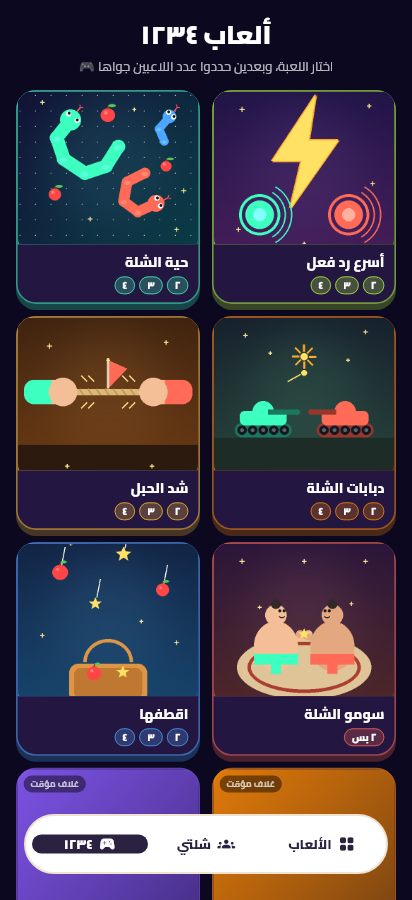 ألعاب ١٢٣٤
اختار اللعبة، وبعدين حددوا عدد اللاعبين جواها 🎮
أسرع رد فعل
٢ ٣ ٤
حية الشلة
٢ ٣ ٤
دبابات الشلة
٢ ٣ ٤
شد الحبل
٢ ٣ ٤
سومو الشلة
٢ بس
اقطفها
٢ ٣ ٤
غلاف مؤقت
غلاف مؤقت
الألعاب
شلتي
١٢٣٤